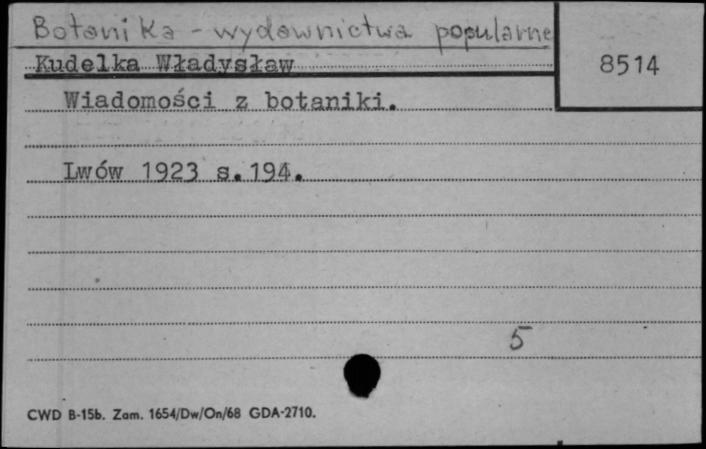 Botanika - wydawnictwa popularne
8514
Kudelka Władysław
Wiadomości z botaniki.
Lwów 1923 s.194.
5
CWD B-15b. Zam. 1654/Dw/On/68 GDA-2710.